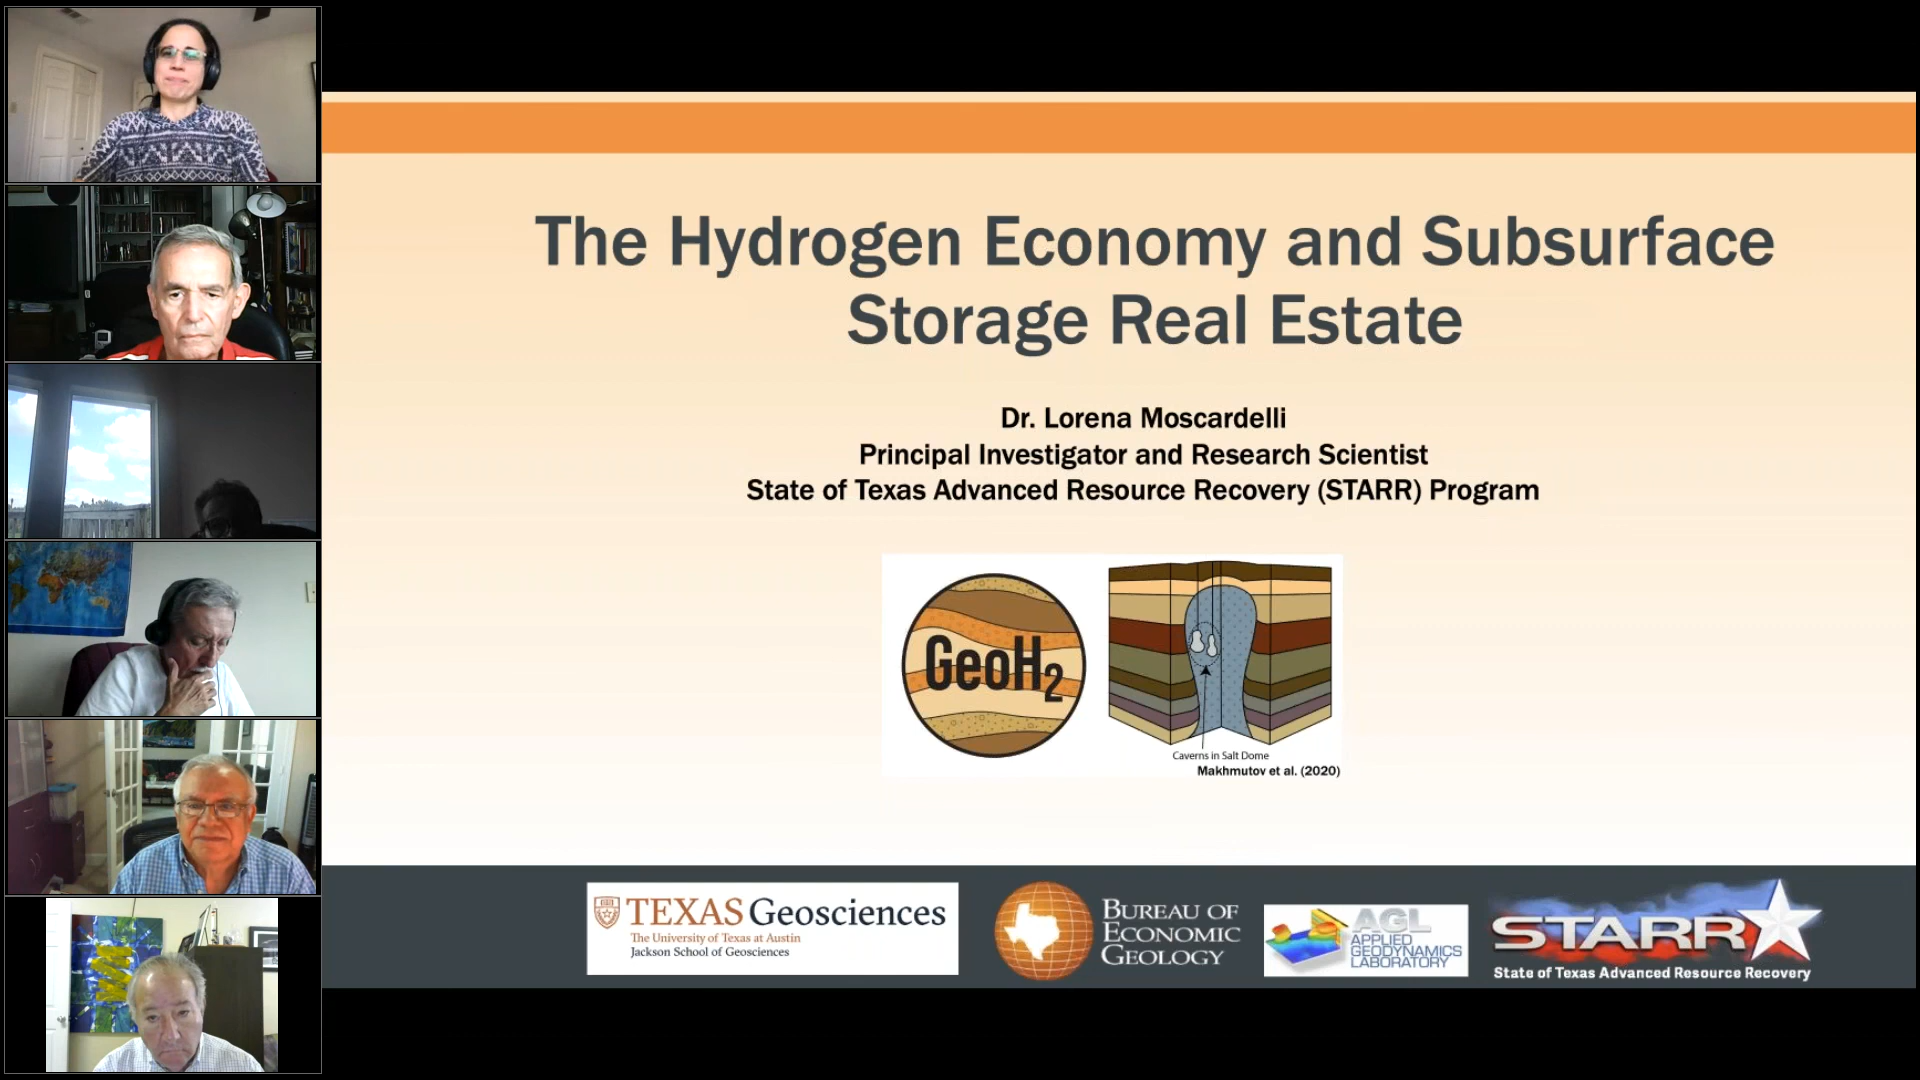 The Hydrogen Economy and Subsurface
Storage Real Estate
Dr. Lorena Moscardelli
Principal Investigator and Research Scientist
State of Texas Advanced Resource Recovery (STARR) Program
GeoH2
Caverns in Salt Dome
Makhmutov et al. (2020)
TEXAS Geosciences
The University of Texas at Austin
Jackson School of Geosciences
BUREAU OF
ECONOMIC
GEOLOGY
AGL
APPLIED
GEODYNAMICS
LABORATORY
STARR
State of Texas Advanced Resource Recovery